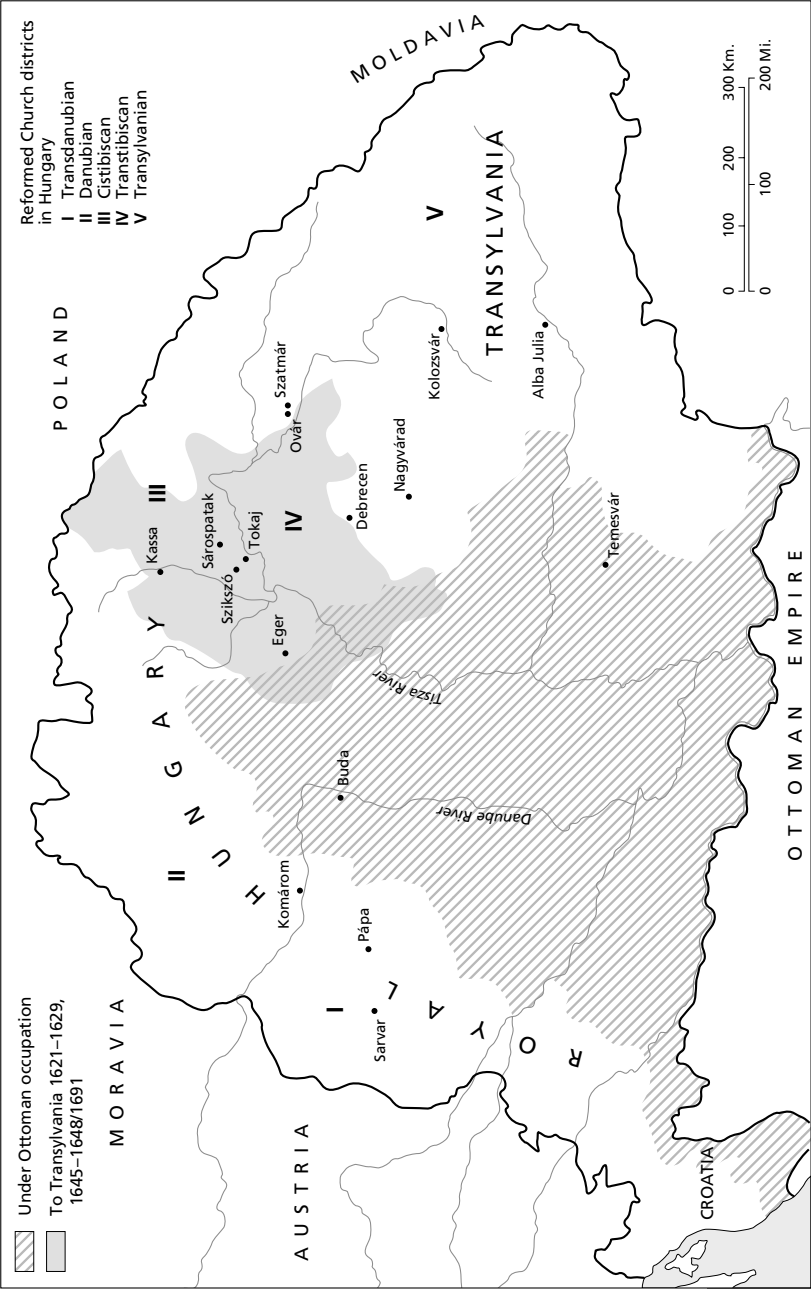 Under Ottoman occupation
To Transylvania 1621–1629,
1645–1648/1691
Reformed Church districts
in Hungary
I Transdanubian
II Danubian
III Cistibiscan
IV Transtibiscan
V Transylvanian
MORAVIA
POLAND
MOLDAVIA
AUSTRIA
ROYAL HUNGARY
II
III
Kassa
Sárospatak
Szikszó
Tokaj
Eger
IV
Ovár
Szatmár
Komárom
Buda
Debrecen
Nagyvárad
Kolozsvár
V
TRANSYLVANIA
I
Pápa
Sarvar
Tisza River
Danube River
Alba Julia
Temesvár
CROATIA
OTTOMAN EMPIRE
0 100 200 300 Km.
0 100 200 Mi.